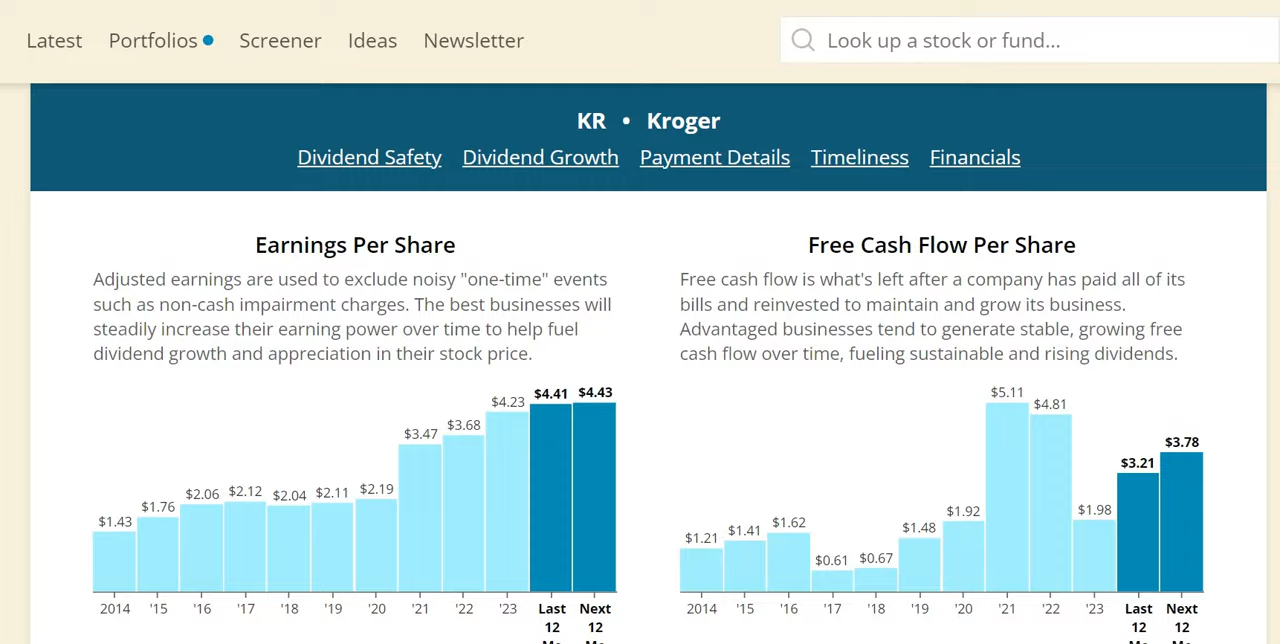 Latest Portfolios Screener Ideas Newsletter Look up a stock or fund...
KR • Kroger
Dividend Safety Dividend Growth Payment Details Timeliness Financials
Earnings Per Share
Adjusted earnings are used to exclude noisy "one-time" events
such as non-cash impairment charges. The best businesses will
steadily increase their earning power over time to help fuel
dividend growth and appreciation in their stock price.
$1.43 $1.76 $2.06 $2.12 $2.04 $2.11 $2.19 $3.47 $3.68 $4.23 $4.41 $4.43
2014 '15 '16 '17 '18 '19 '20 '21 '22 '23 Last Next
12 12
Free Cash Flow Per Share
Free cash flow is what's left after a company has paid all of its
bills and reinvested to maintain and grow its business.
Advantaged businesses tend to generate stable, growing free
cash flow over time, fueling sustainable and rising dividends.
$1.21 $1.41 $1.62 $0.61 $0.67 $1.48 $1.92 $5.11 $4.81 $1.98 $3.21 $3.78
2014 '15 '16 '17 '18 '19 '20 '21 '22 '23 Last Next
12 12